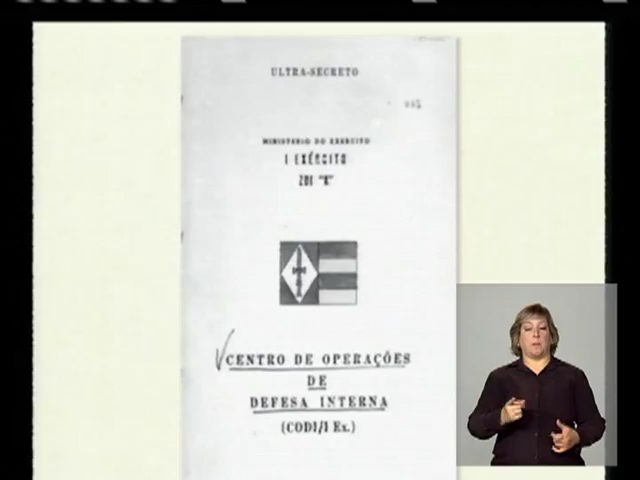 ULTRA-SECRETO
MINISTERIO DO EXERCITO
I EXÉRCITO
ZDI "K"
CENTRO DE OPERAÇÕES
DE
DEFESA INTERNA
(CODI/I Ex.)